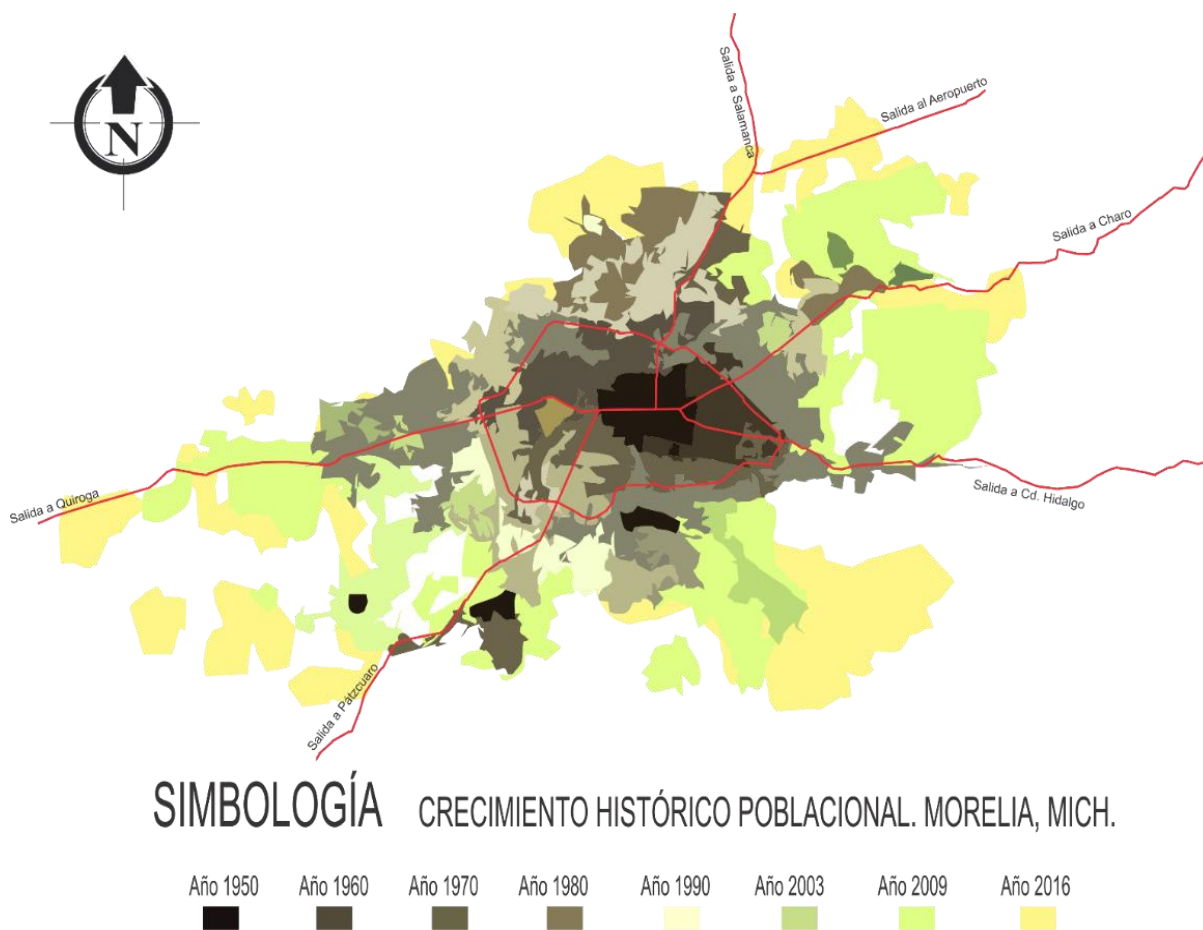 N
Salida a Salamanca
Salida al Aeropuerto
Salida a Charo
Salida a Quiroga
Salida a Cd. Hidalgo
Salida a Pátzcuaro
SIMBOLOGÍA CRECIMIENTO HISTÓRICO POBLACIONAL. MORELIA, MICH.
Año 1950 Año 1960 Año 1970 Año 1980 Año 1990 Año 2003 Año 2009 Año 2016